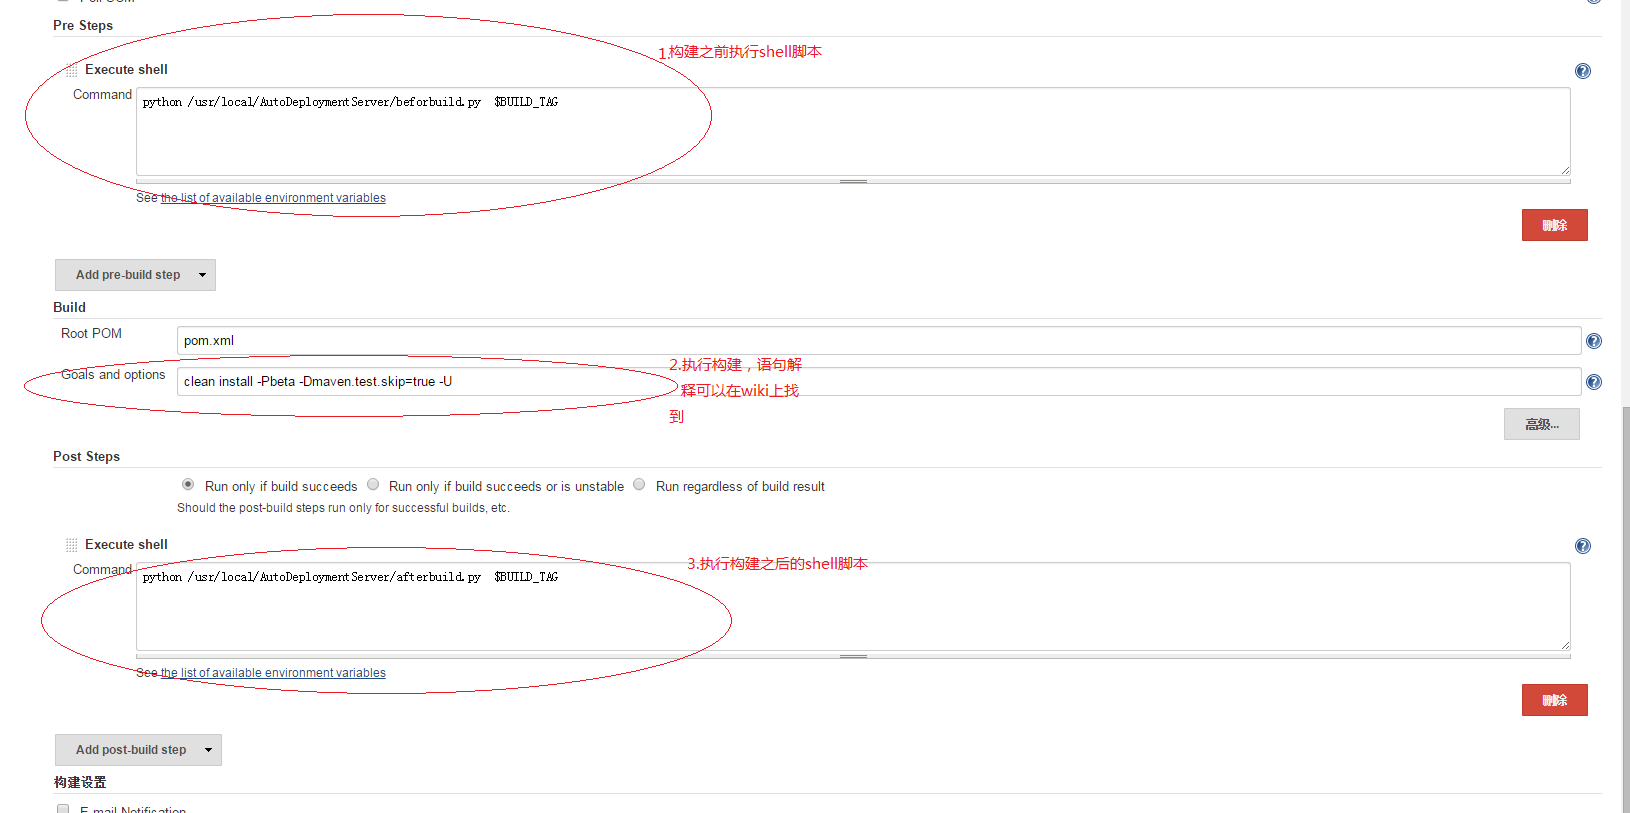 Pre Steps
1.构建之前执行shell脚本
Execute shell
Command
python /usr/local/AutoDeploymentServer/beforbuild.py  $BUILD_TAG
See the list of available environment variables
删除
Add pre-build step
Build
Root POM
pom.xml
2.执行构建，语句解
释可以在wiki上找
到
Goals and options
clean install -Pbeta -Dmaven.test.skip=true -U
高级...
Post Steps
Run only if build succeeds Run only if build succeeds or is unstable Run regardless of build result
Should the post-build steps run only for successful builds, etc.
Execute shell
3.执行构建之后的shell脚本
Command
python /usr/local/AutoDeploymentServer/afterbuild.py  $BUILD_TAG
See the list of available environment variables
删除
Add post-build step
构建设置
E-mail Notification